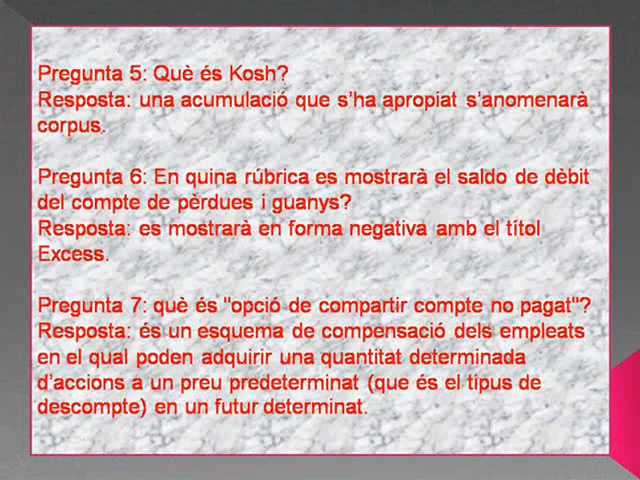 Pregunta 5: Què és Kosh?
Resposta: una acumulació que s'ha apropiat s'anomenarà
corpus.
Pregunta 6: En quina rúbrica es mostrarà el saldo de dèbit
del compte de pèrdues i guanys?
Resposta: es mostrarà en forma negativa amb el títol
Excess.
Pregunta 7: què és "opció de compartir compte no pagat"?
Resposta: és un esquema de compensació dels empleats
en el qual poden adquirir una quantitat determinada
d'accions a un preu predeterminat (que és el tipus de
descompte) en un futur determinat.